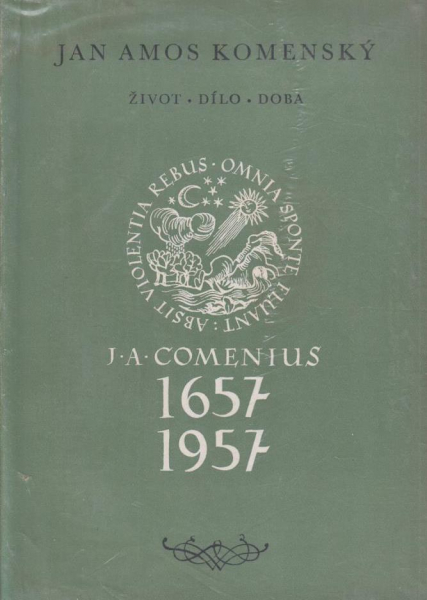 JAN AMOS KOMENSKÝ
ŽIVOT • DÍLO • DOBA
OMNIA SPONTE FLUANT: ABSIT VIOLENTIA REBUS •
J•A•COMENIUS
1657
1957